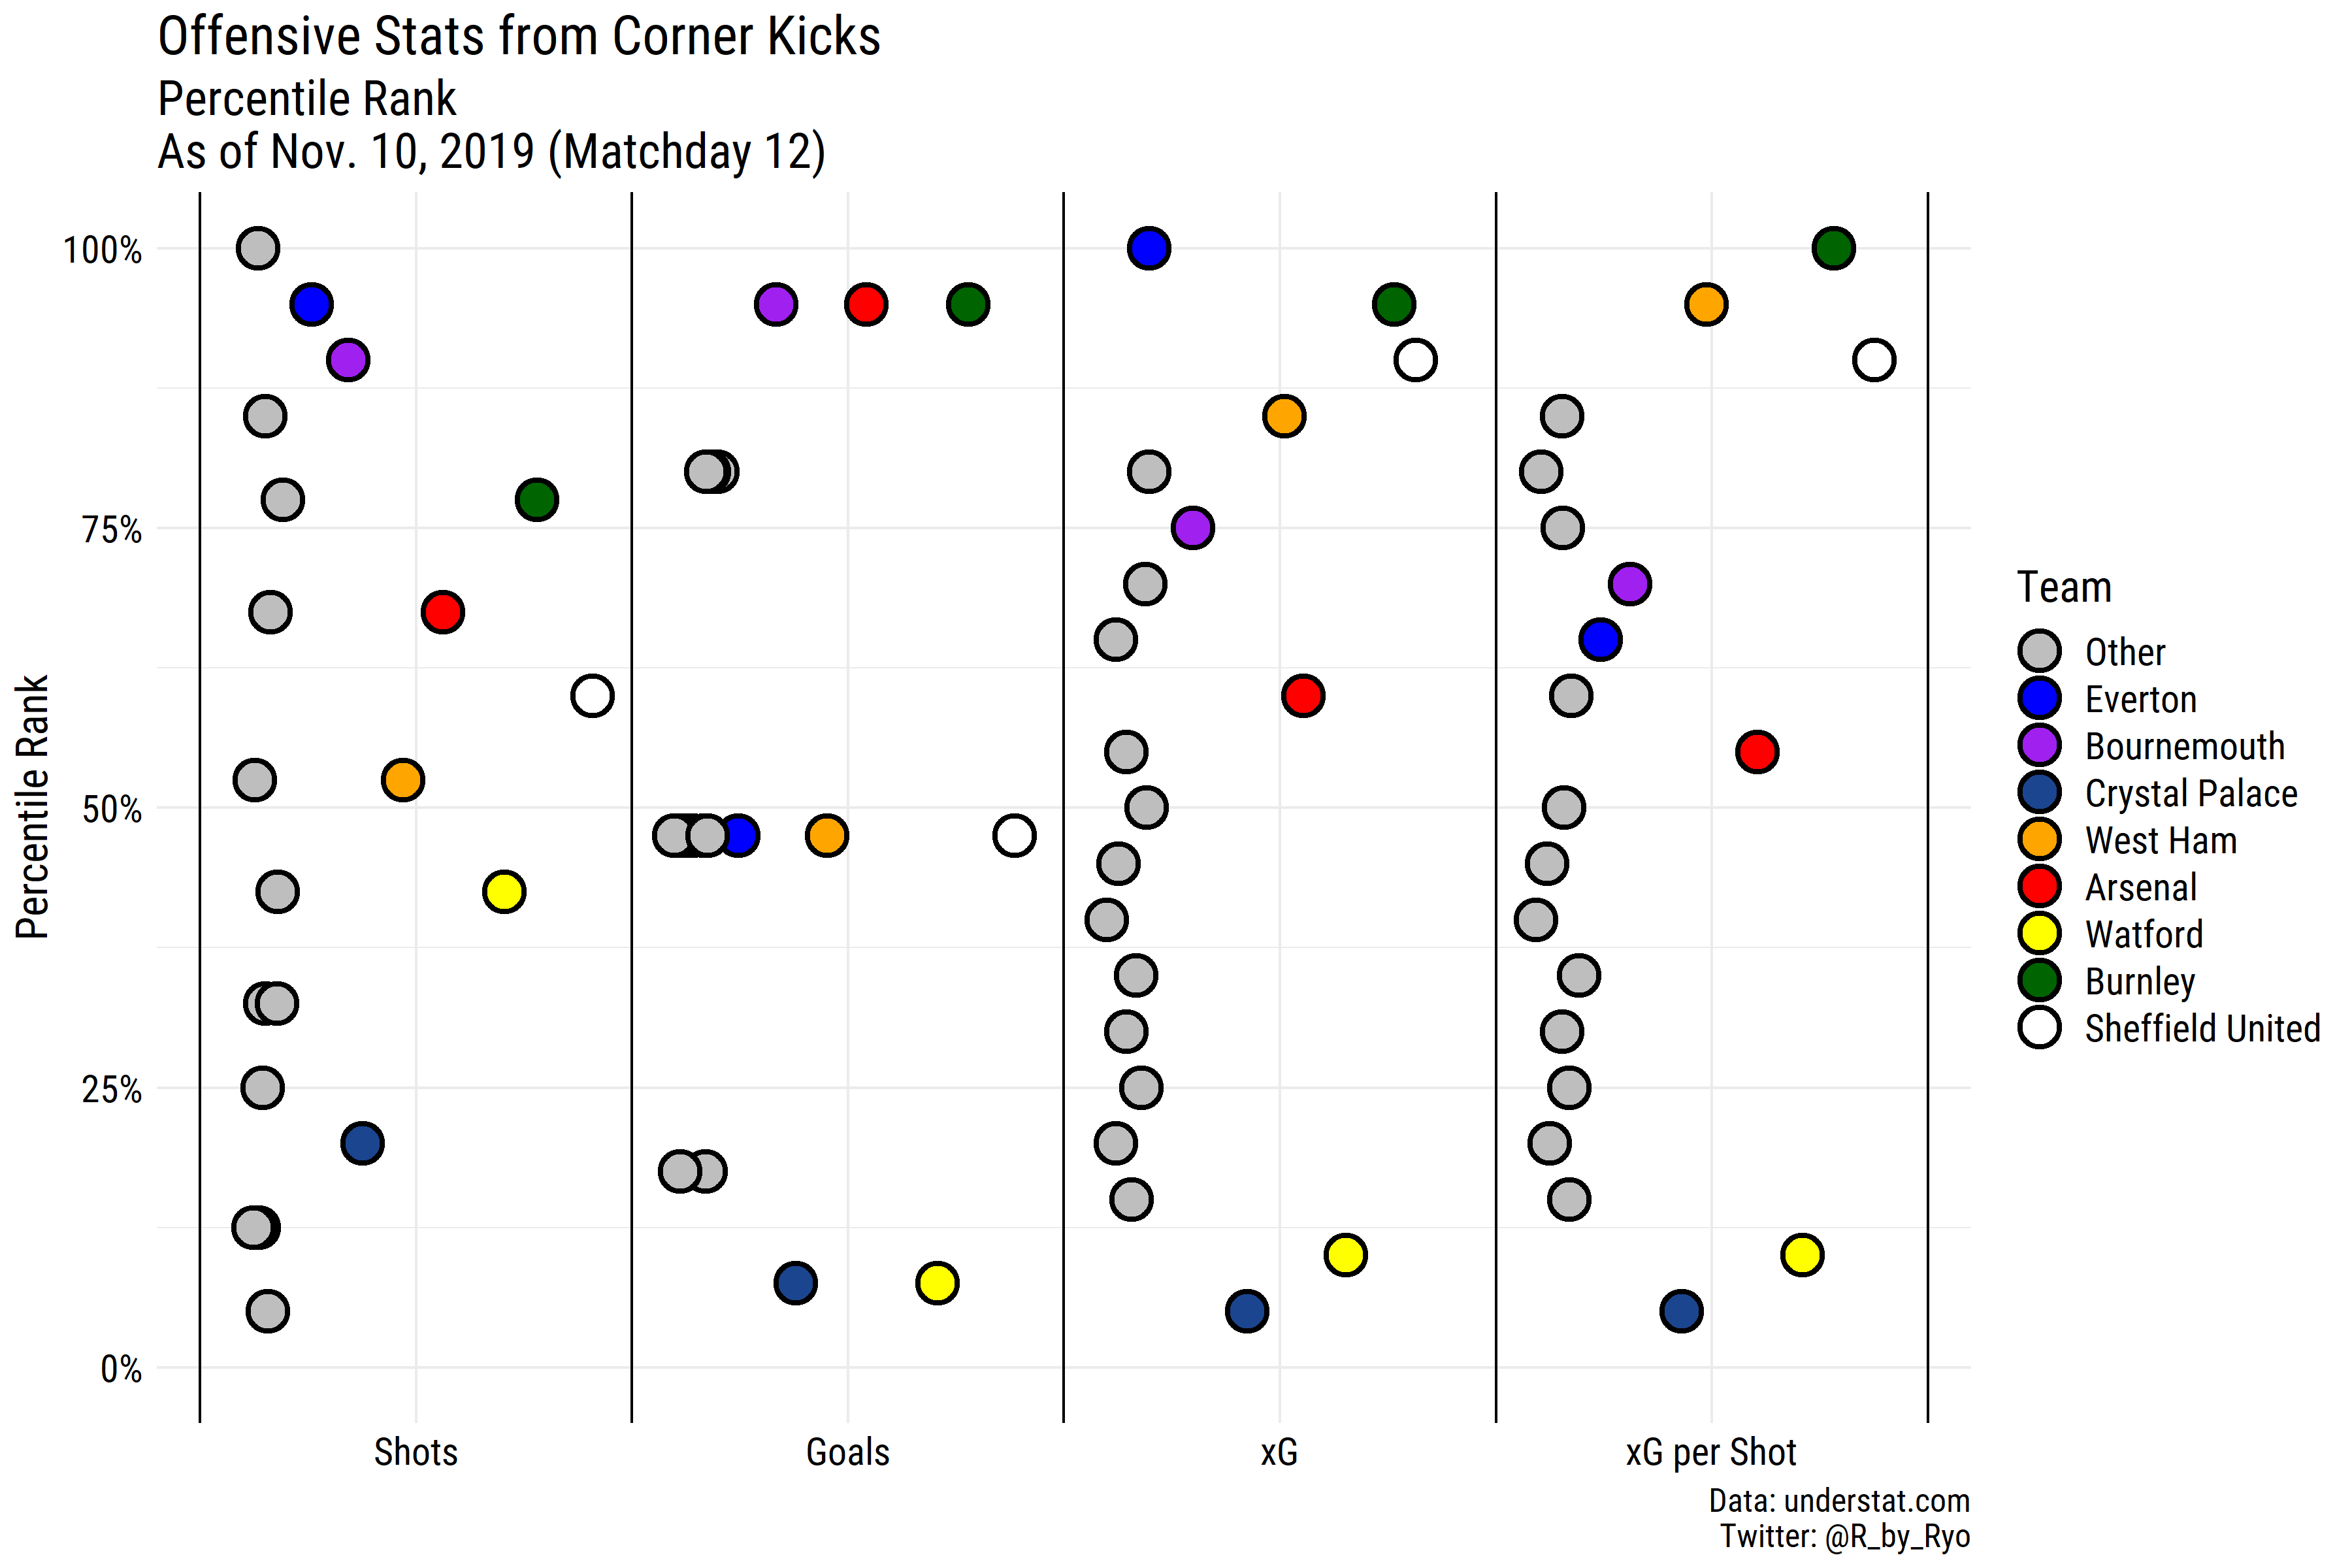 Offensive Stats from Corner Kicks
Percentile Rank
As of Nov. 10, 2019 (Matchday 12)
Percentile Rank
100%
75%
50%
25%
0%
Shots
Goals
xG
xG per Shot
Team
Other
Everton
Bournemouth
Crystal Palace
West Ham
Arsenal
Watford
Burnley
Sheffield United
Data: understat.com
Twitter: @R_by_Ryo